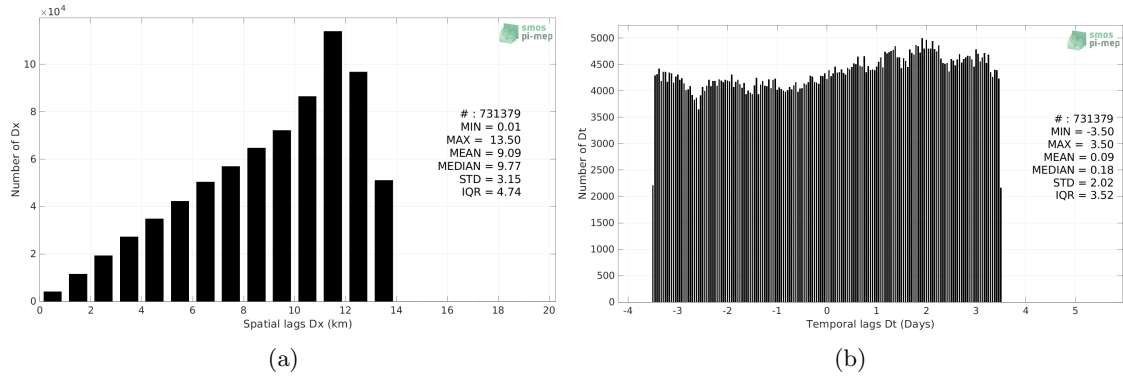 ×10⁴
smos
pi-mep
10
8
6
4
2
0
Number of Dx
# : 731379
MIN = 0.01
MAX = 13.50
MEAN = 9.09
MEDIAN = 9.77
STD = 3.15
IQR = 4.74
0 2 4 6 8 10 12 14 16 18 20
Spatial lags Dx (km)
(a)
smos
pi-mep
5000
4500
4000
3500
3000
2500
2000
1500
1000
500
0
Number of Dt
# : 731379
MIN = -3.50
MAX = 3.50
MEAN = 0.09
MEDIAN = 0.18
STD = 2.02
IQR = 3.52
-4 -3 -2 -1 0 1 2 3 4 5
Temporal lags Dt (Days)
(b)